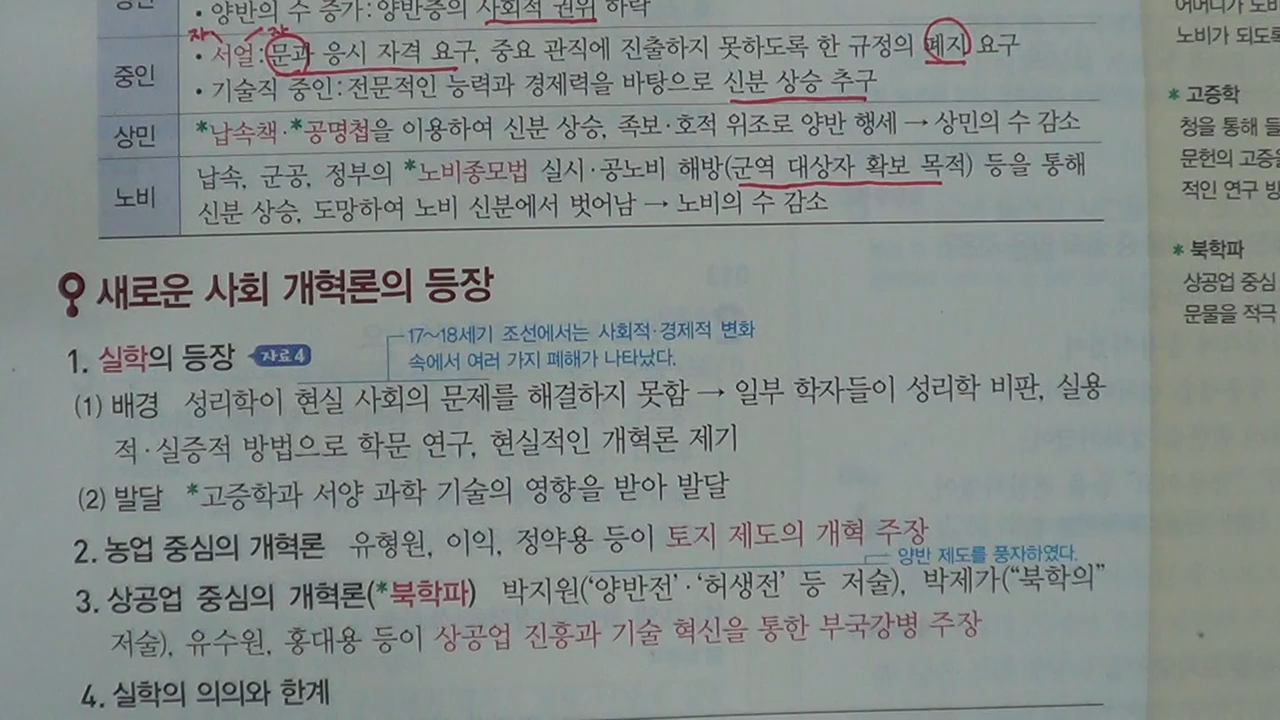 • 양반의 수 증가: 양반층의 사회적 권위 하락
중인
• 서얼: 문과 응시 자격 요구, 중요 관직에 진출하지 못하도록 한 규정의 폐지 요구
• 기술직 중인: 전문적인 능력과 경제력을 바탕으로 신분 상승 추구
상민
*납속책·*공명첩을 이용하여 신분 상승, 족보·호적 위조로 양반 행세 → 상민의 수 감소
노비
납속, 군공, 정부의 *노비종모법 실시·공노비 해방(군역 대상자 확보 목적) 등을 통해
신분 상승, 도망하여 노비 신분에서 벗어남 → 노비의 수 감소
새로운 사회 개혁론의 등장
1. 실학의 등장 자료 4
17~18세기 조선에서는 사회적·경제적 변화
속에서 여러 가지 폐해가 나타났다.
(1) 배경 성리학이 현실 사회의 문제를 해결하지 못함 → 일부 학자들이 성리학 비판, 실용
적·실증적 방법으로 학문 연구, 현실적인 개혁론 제기
(2) 발달 *고증학과 서양 과학 기술의 영향을 받아 발달
2. 농업 중심의 개혁론 유형원, 이익, 정약용 등이 토지 제도의 개혁 주장
양반 제도를 풍자하였다.
3. 상공업 중심의 개혁론(*북학파) 박지원('양반전'·'허생전' 등 저술), 박제가("북학의"
저술), 유수원, 홍대용 등이 상공업 진흥과 기술 혁신을 통한 부국강병 주장
4. 실학의 의의와 한계
어머니가 노비
노비가 되도록
* 고증학
청을 통해 들
문헌의 고증을
적인 연구 방
* 북학파
상공업 중심
문물을 적극